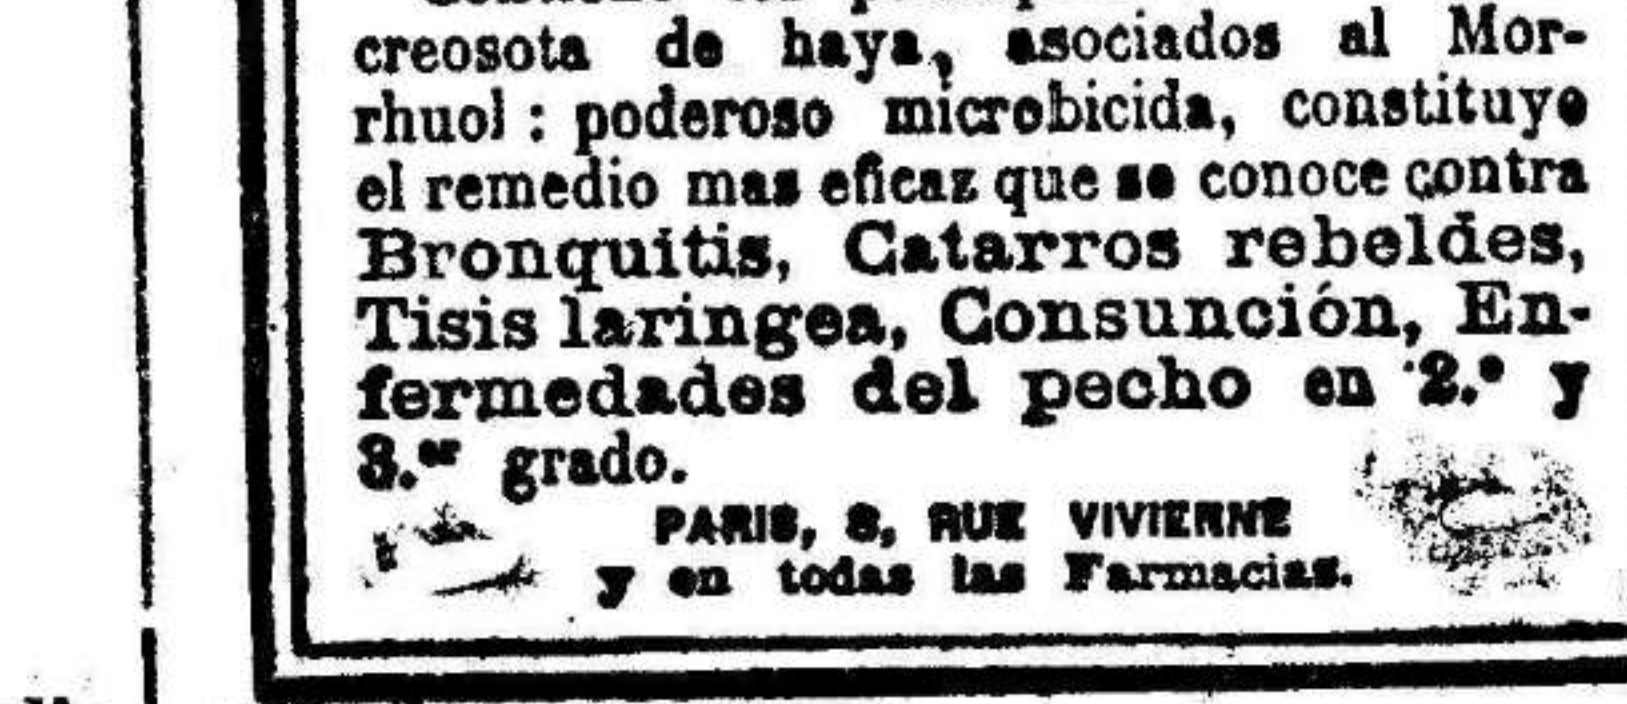 creosota de haya, asociados al Mor-
rhuol : poderoso microbicida, constituye
el remedio mas eficaz que se conoce contra
Bronquitis, Catarros rebeldes,
Tisis laringea, Consunción, En-
fermedades del pecho en 2.º y
3.er grado.
PARIS, 8, RUE VIVIENNE
y en todas las Farmacias.